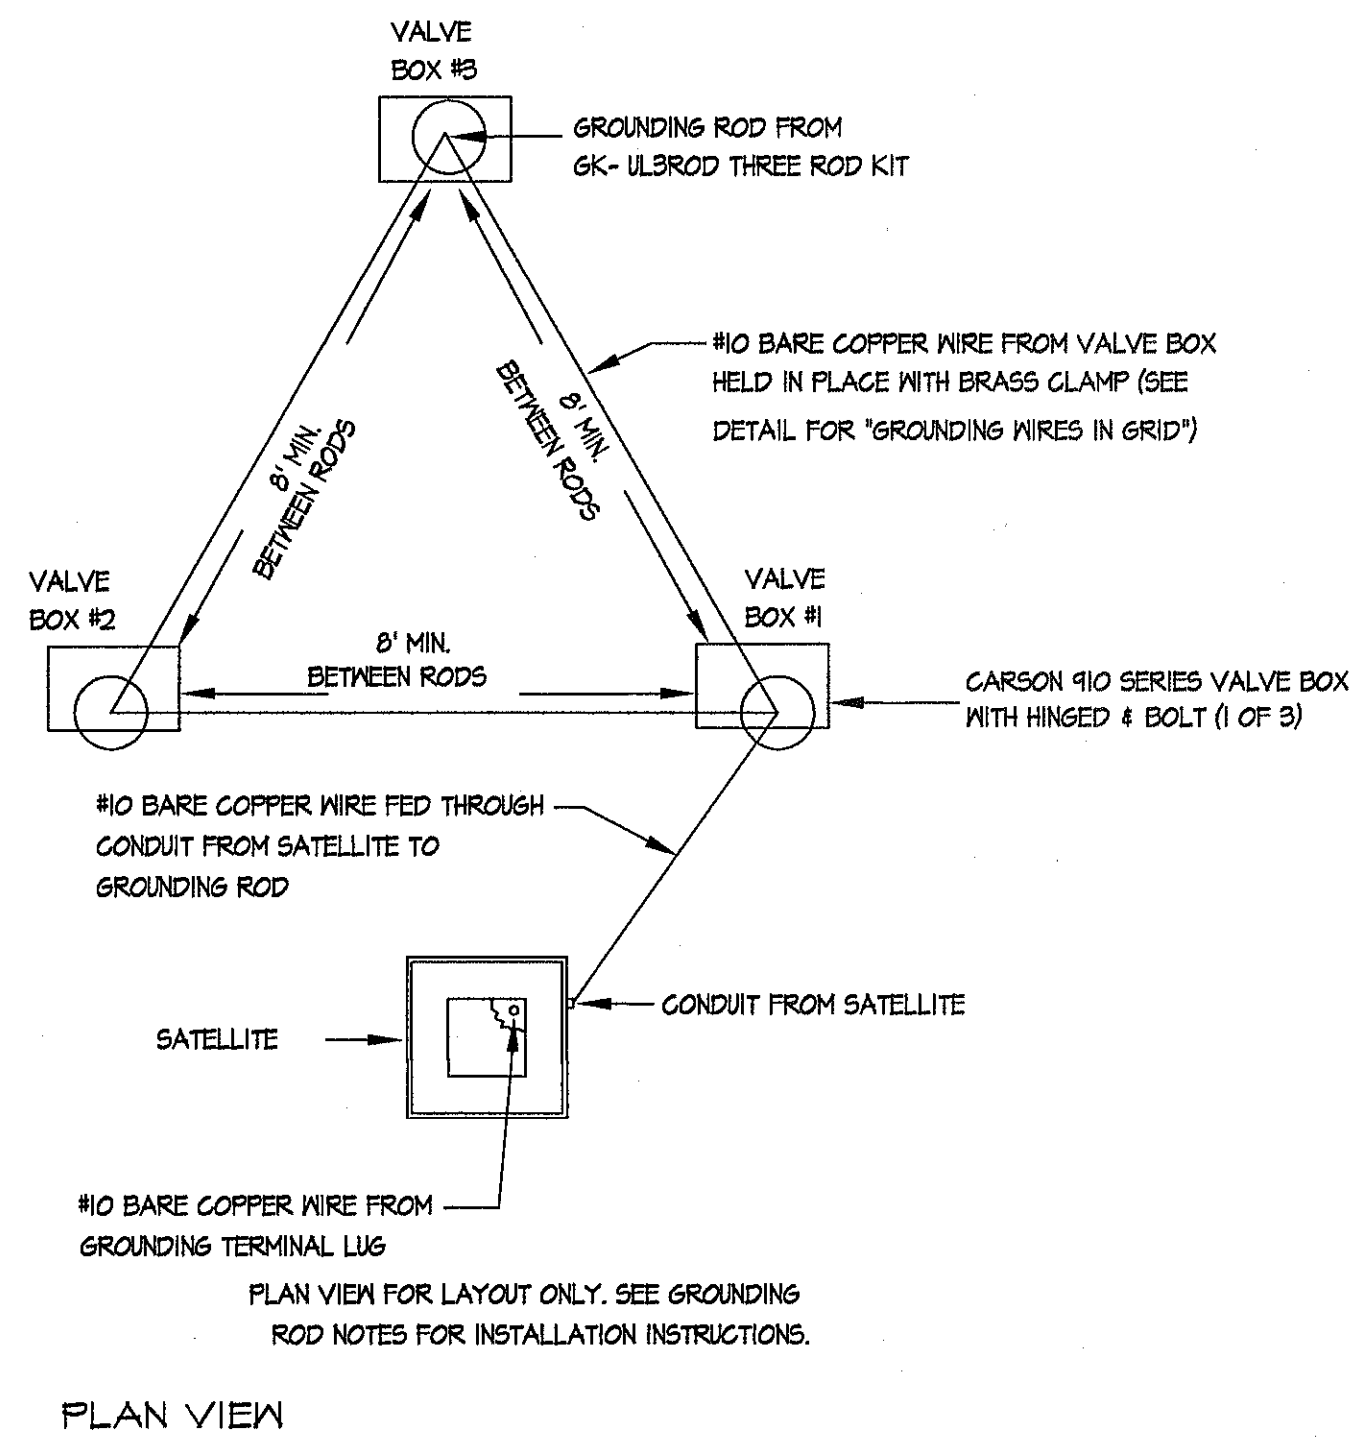 VALVE
BOX #3
GROUNDING ROD FROM
GK- UL3ROD THREE ROD KIT
#10 BARE COPPER WIRE FROM VALVE BOX
HELD IN PLACE WITH BRASS CLAMP (SEE
DETAIL FOR "GROUNDING WIRES IN GRID")
8' MIN.
BETWEEN RODS
8' MIN.
BETWEEN RODS
VALVE
BOX #2
VALVE
BOX #1
8' MIN.
BETWEEN RODS
CARSON 910 SERIES VALVE BOX
WITH HINGED & BOLT (1 OF 3)
#10 BARE COPPER WIRE FED THROUGH
CONDUIT FROM SATELLITE TO
GROUNDING ROD
CONDUIT FROM SATELLITE
SATELLITE
#10 BARE COPPER WIRE FROM
GROUNDING TERMINAL LUG
PLAN VIEW FOR LAYOUT ONLY. SEE GROUNDING
ROD NOTES FOR INSTALLATION INSTRUCTIONS.
PLAN VIEW